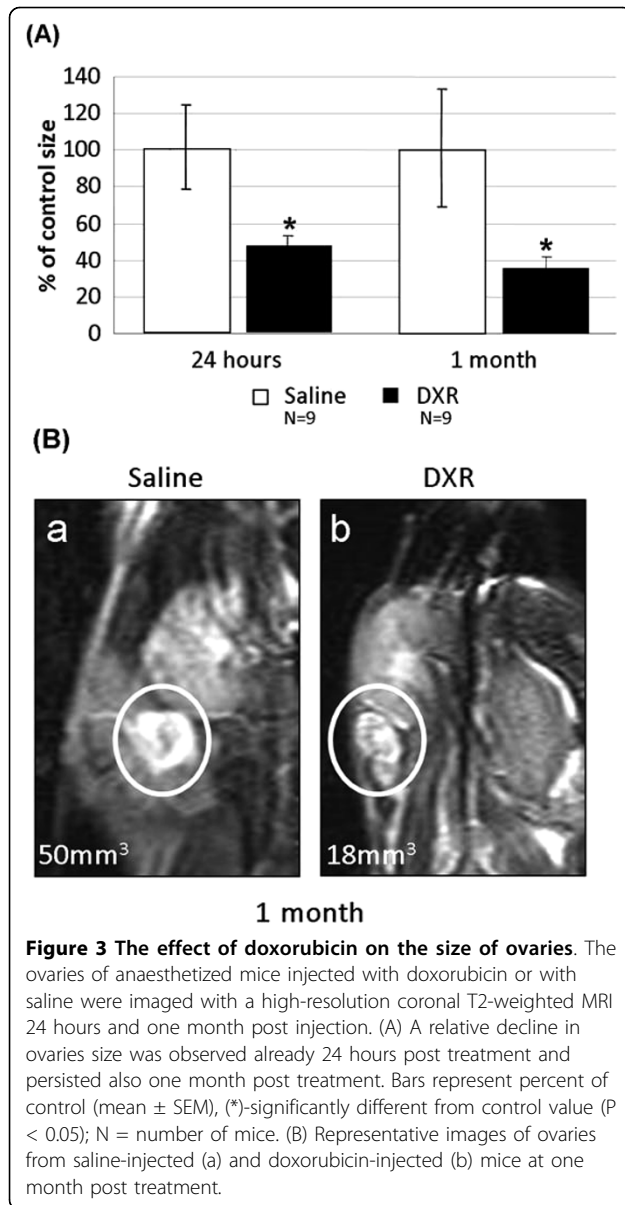 (A)
140
120
100
80
60
40
20
0
% of control size
*
*
24 hours 1 month
Saline DXR
N=9 N=9
(B)
Saline DXR
a b
50mm³ 18mm³
1 month
Figure 3 The effect of doxorubicin on the size of ovaries. The
ovaries of anaesthetized mice injected with doxorubicin or with
saline were imaged with a high-resolution coronal T2-weighted MRI
24 hours and one month post injection. (A) A relative decline in
ovaries size was observed already 24 hours post treatment and
persisted also one month post treatment. Bars represent percent of
control (mean ± SEM), (*)-significantly different from control value (P
< 0.05); N = number of mice. (B) Representative images of ovaries
from saline-injected (a) and doxorubicin-injected (b) mice at one
month post treatment.